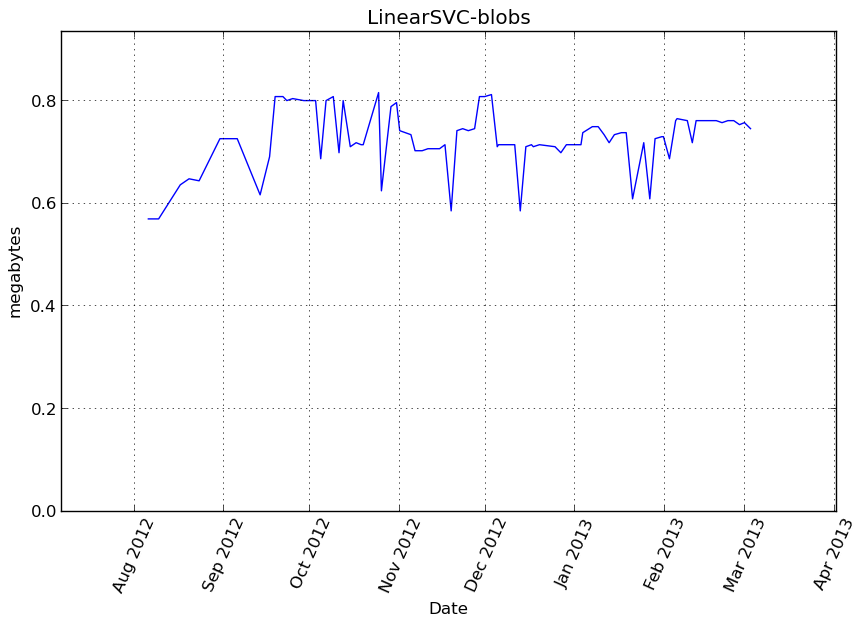 LinearSVC-blobs
megabytes
0.8
0.6
0.4
0.2
0.0
Aug 2012
Sep 2012
Oct 2012
Nov 2012
Dec 2012
Jan 2013
Feb 2013
Mar 2013
Apr 2013
Date